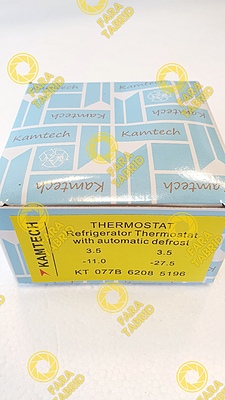 Kamtech
Kamtech
Kamtech
Kamtech
KAMTECH
THERMOSTAT
Refrigerator Thermostat
with automatic defrost
3.5 3.5
-11.0 -27.5
KT 077B 6208 5196
FARA TABRID